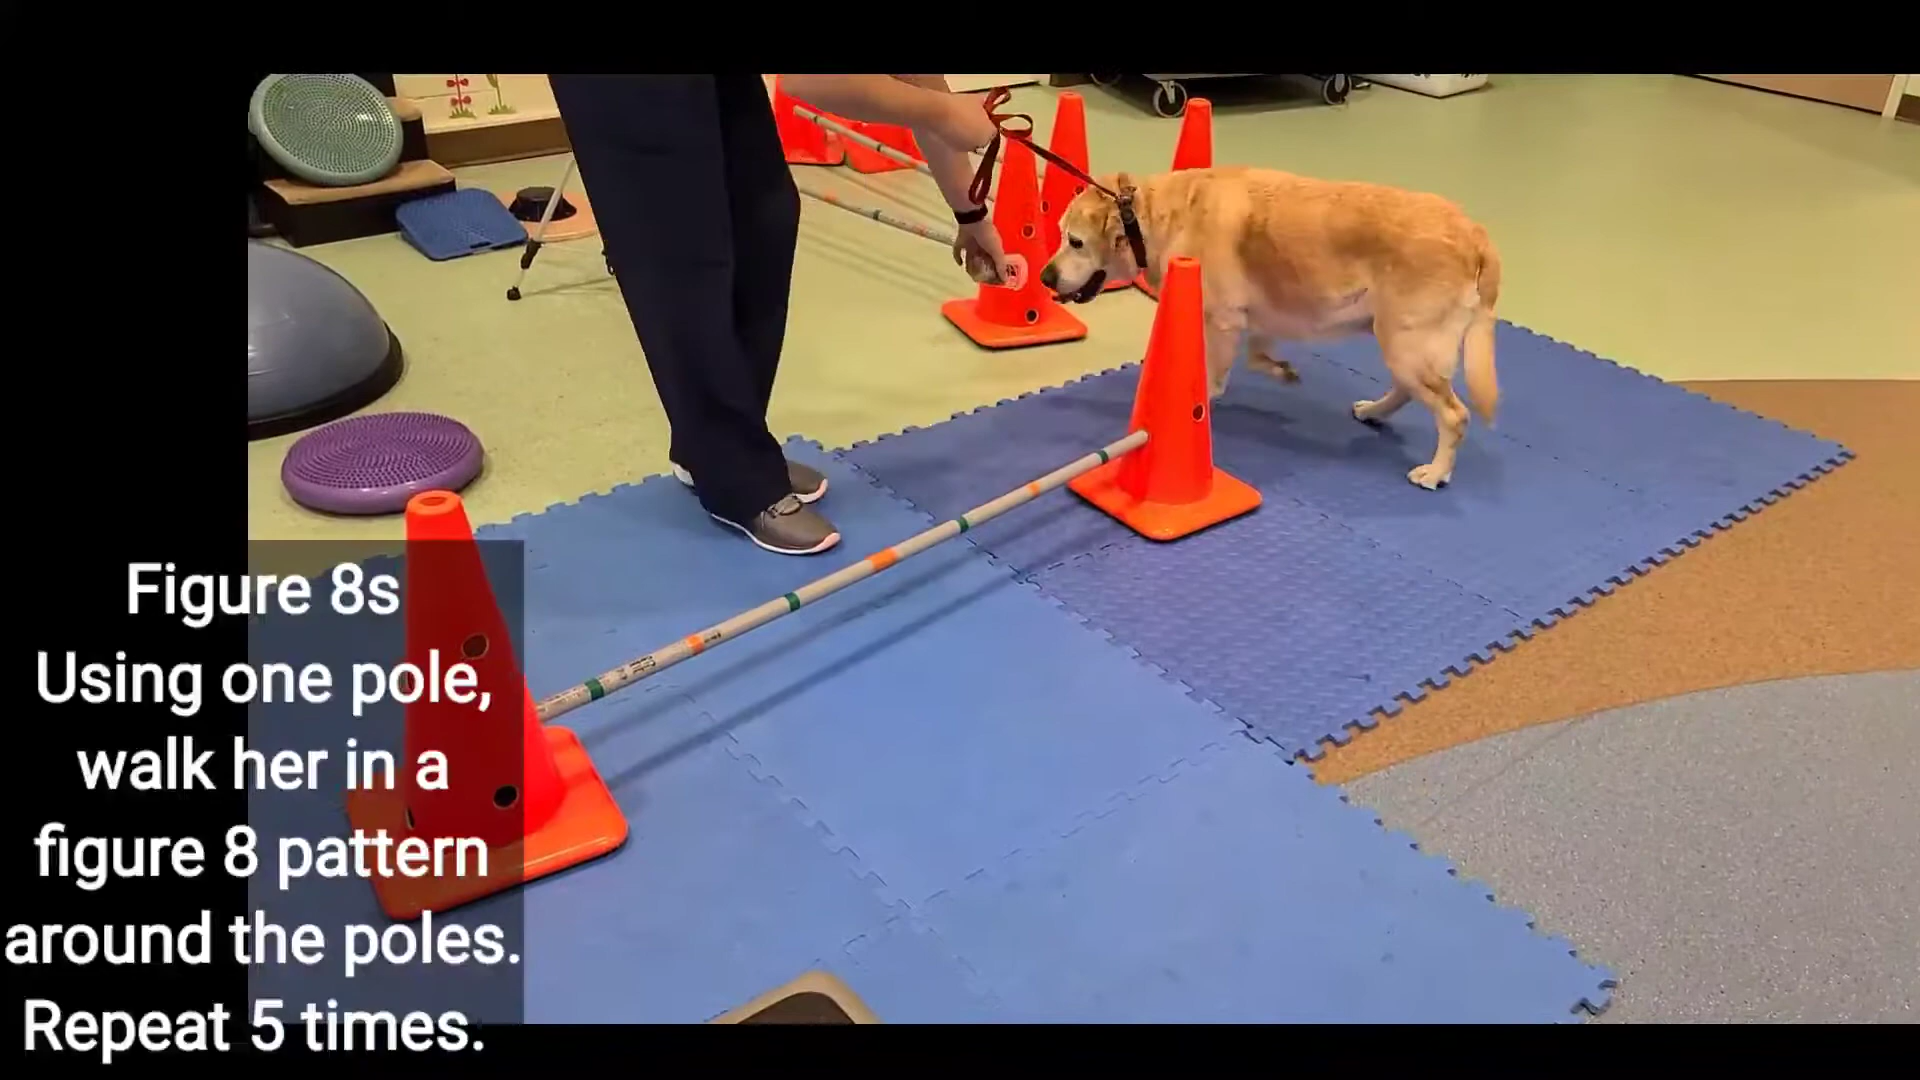 Figure 8s
Using one pole,
walk her in a
figure 8 pattern
around the poles.
Repeat 5 times.